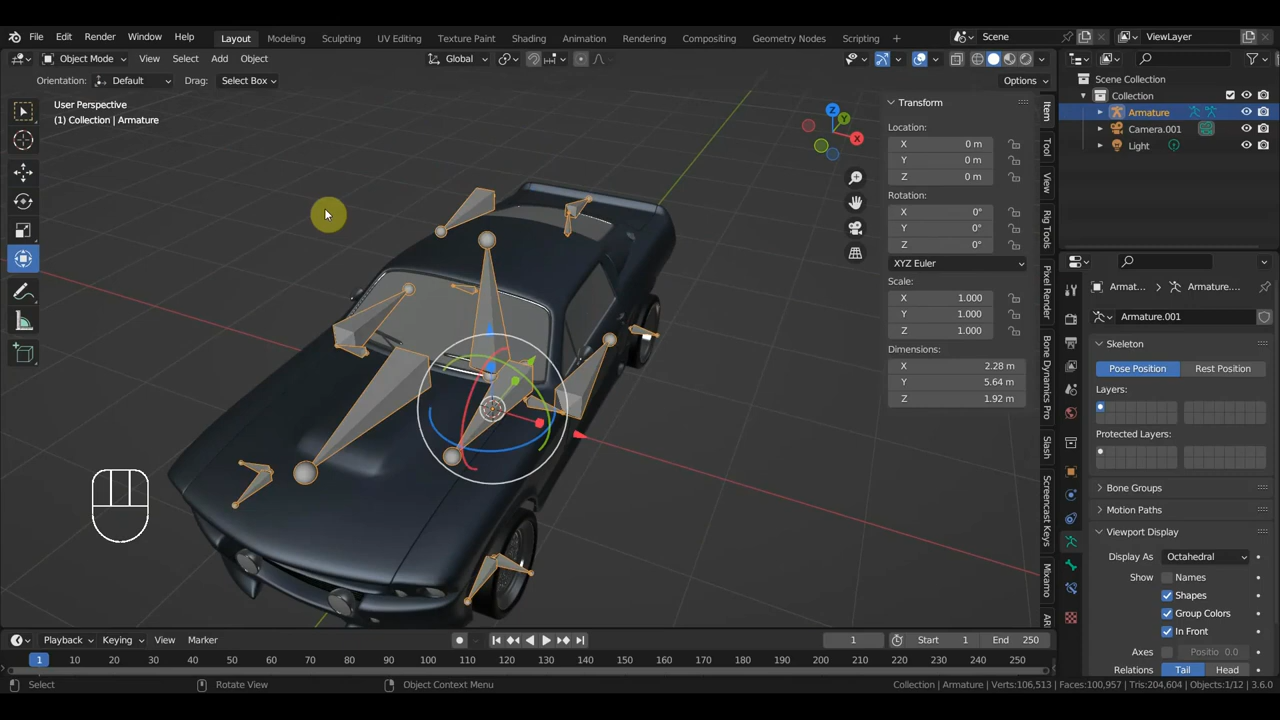 File Edit Render Window Help Layout Modeling Sculpting UV Editing Texture Paint Shading Animation Rendering Compositing Geometry Nodes Scripting + Scene ViewLayer
Object Mode View Select Add Object Global
Orientation: Default Drag: Select Box Options
User Perspective
(1) Collection | Armature
Z
Y
X
Transform
Location:
X 0 m
Y 0 m
Z 0 m
Rotation:
X 0°
Y 0°
Z 0°
XYZ Euler
Scale:
X 1.000
Y 1.000
Z 1.000
Dimensions:
X 2.28 m
Y 5.64 m
Z 1.92 m
Item
Tool
View
Rig Tools
Pixel Render
Bone Dynamics Pro
Slash
Screencast Keys
Mixamo
Scene Collection
Collection
Armature
Camera.001
Light
Armat... Armature....
Armature.001
Skeleton
Pose Position Rest Position
Layers:
Protected Layers:
Bone Groups
Motion Paths
Viewport Display
Display As Octahedral
Show Names
Shapes
Group Colors
In Front
Axes Positio 0.0
Relations Tail Head
Playback Keying View Marker 1 Start 1 End 250
1 10 20 30 40 50 60 70 80 90 100 110 120 130 140 150 160 170 180 190 200 210 220 230 240 250
Select Rotate View Object Context Menu Collection | Armature | Verts:106,513 | Faces:100,957 | Tris:204,604 | Objects:1/12 | 3.6.0